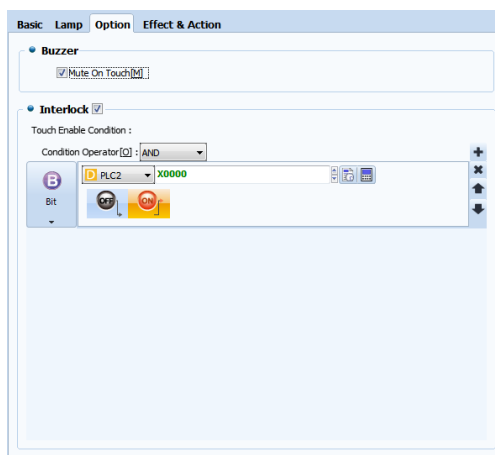 Basic Lamp Option Effect & Action
Buzzer
Mute On Touch[M]
Interlock
Touch Enable Condition :
Condition Operator[O] : AND
B
Bit
D PLC2 X0000
OFF ON